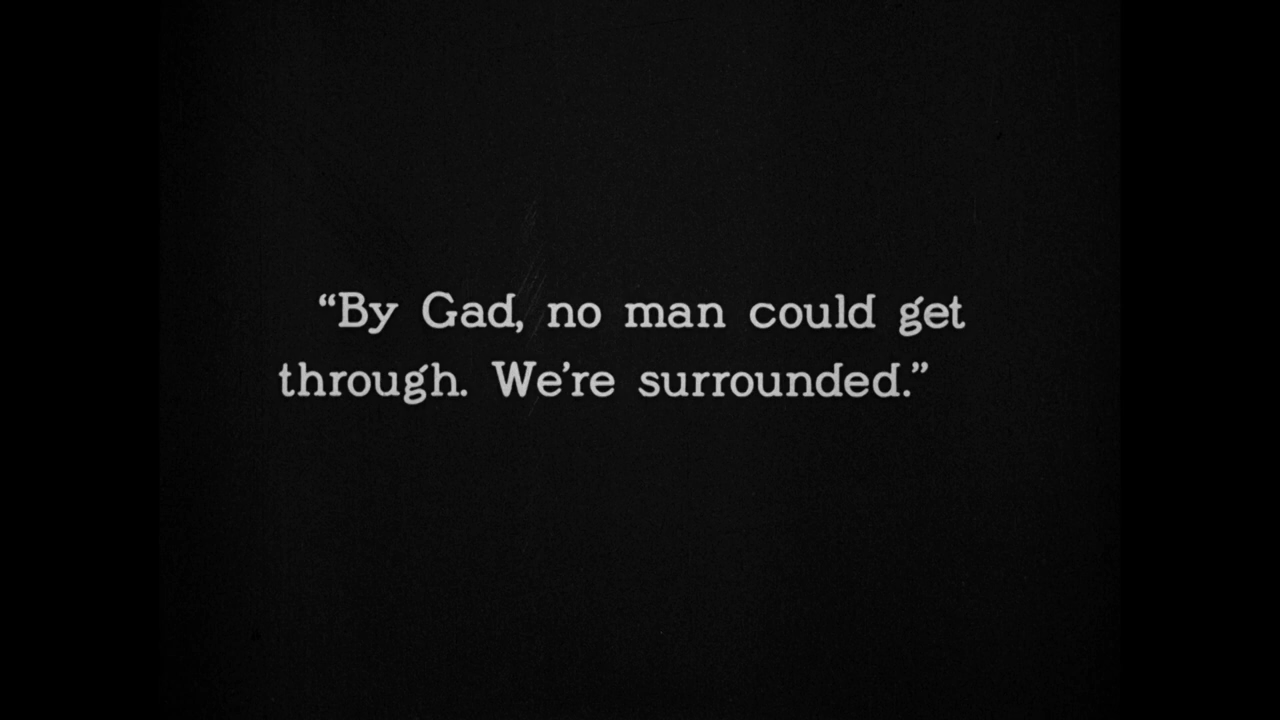 “By Gad, no man could get
through. We’re surrounded.”